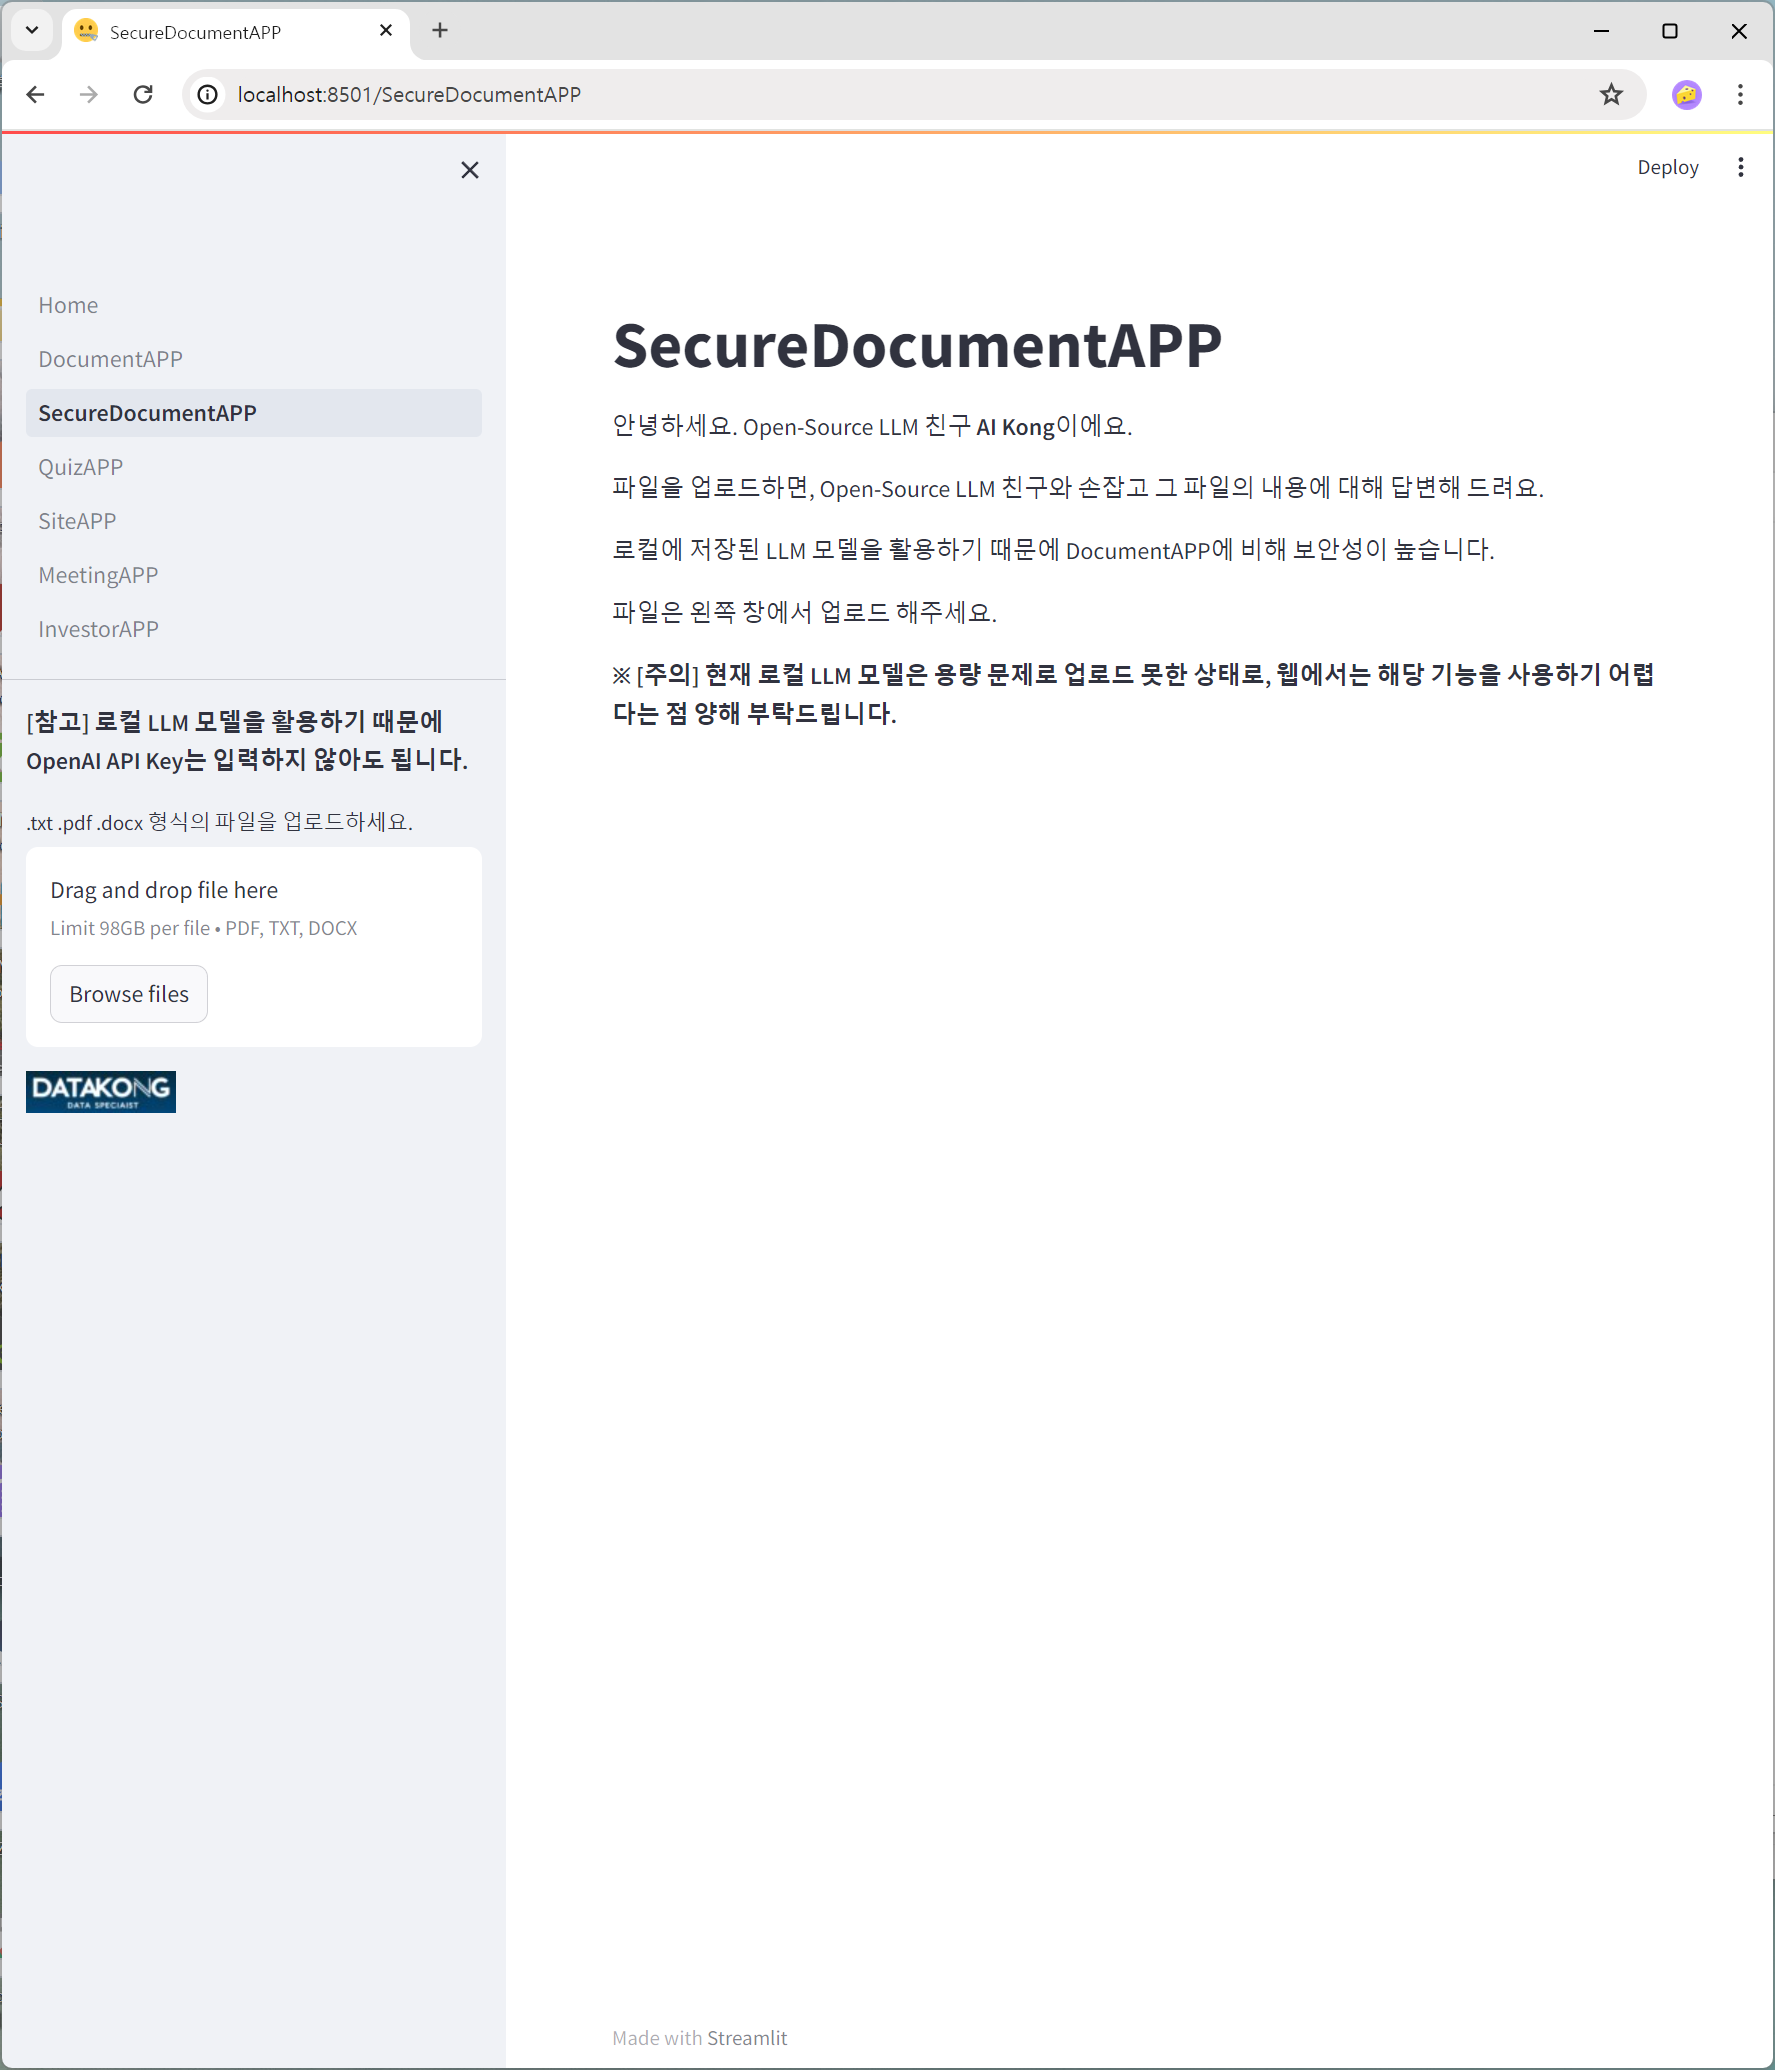 SecureDocumentAPP
localhost:8501/SecureDocumentAPP
Deploy
Home
DocumentAPP
SecureDocumentAPP
QuizAPP
SiteAPP
MeetingAPP
InvestorAPP
[참고] 로컬 LLM 모델을 활용하기 때문에
OpenAI API Key는 입력하지 않아도 됩니다.
.txt .pdf .docx 형식의 파일을 업로드하세요.
Drag and drop file here
Limit 98GB per file • PDF, TXT, DOCX
Browse files
DATAKONG
DATA SPECIAIST
SecureDocumentAPP
안녕하세요. Open-Source LLM 친구 AI Kong이에요.
파일을 업로드하면, Open-Source LLM 친구와 손잡고 그 파일의 내용에 대해 답변해 드려요.
로컬에 저장된 LLM 모델을 활용하기 때문에 DocumentAPP에 비해 보안성이 높습니다.
파일은 왼쪽 창에서 업로드 해주세요.
※ [주의] 현재 로컬 LLM 모델은 용량 문제로 업로드 못한 상태로, 웹에서는 해당 기능을 사용하기 어렵
다는 점 양해 부탁드립니다.
Made with Streamlit